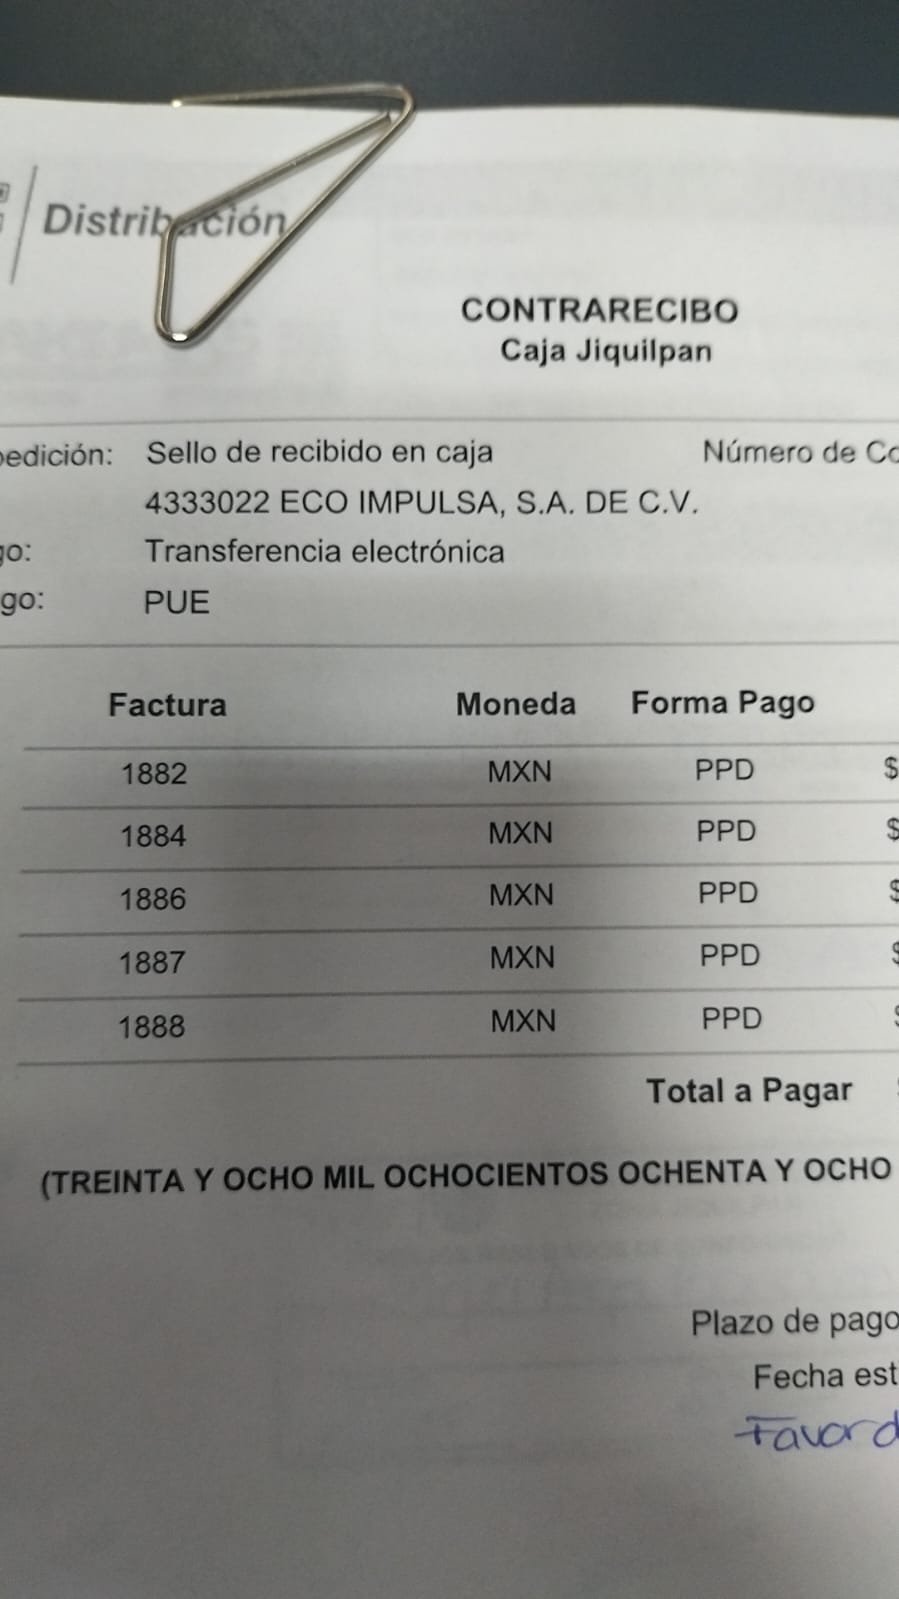 Distribución
CONTRARECIBO
Caja Jiquilpan
pedición: Sello de recibido en caja Número de Co
4333022 ECO IMPULSA, S.A. DE C.V.
go: Transferencia electrónica
go: PUE
Factura Moneda Forma Pago
1882 MXN PPD $
1884 MXN PPD $
1886 MXN PPD $
1887 MXN PPD $
1888 MXN PPD $
Total a Pagar
(TREINTA Y OCHO MIL OCHOCIENTOS OCHENTA Y OCHO
Plazo de pago
Fecha est
Favor d